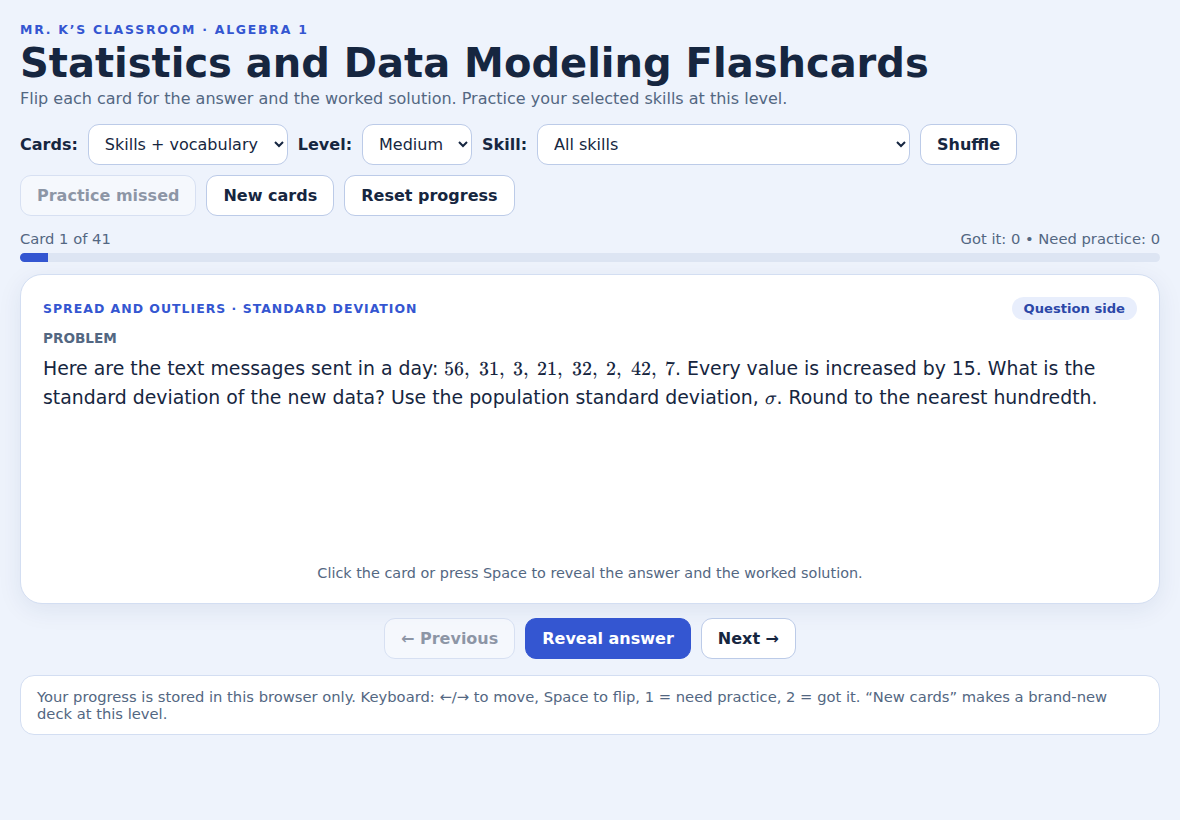 MR. K’S CLASSROOM · ALGEBRA 1
Statistics and Data Modeling Flashcards
Flip each card for the answer and the worked solution. Practice your selected skills at this level.
Cards: Skills + vocabulary Level: Medium Skill: All skills Shuffle
Practice missed New cards Reset progress
Card 1 of 41 Got it: 0 • Need practice: 0
SPREAD AND OUTLIERS · STANDARD DEVIATION Question side
PROBLEM
Here are the text messages sent in a day: 56, 31, 3, 21, 32, 2, 42, 7. Every value is increased by 15. What is the
standard deviation of the new data? Use the population standard deviation, σ. Round to the nearest hundredth.
Click the card or press Space to reveal the answer and the worked solution.
← Previous Reveal answer Next →
Your progress is stored in this browser only. Keyboard: ←/→ to move, Space to flip, 1 = need practice, 2 = got it. “New cards” makes a brand-new
deck at this level.